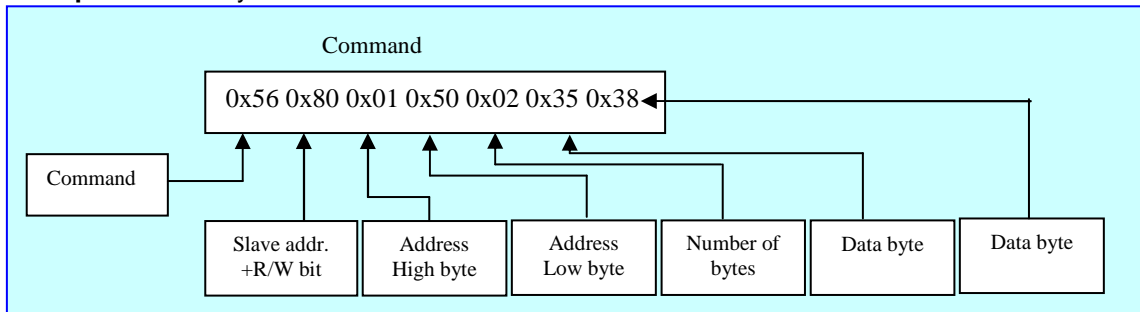 Command
0x56 0x80 0x01 0x50 0x02 0x35 0x38
Command
Slave addr.
+R/W bit
Address
High byte
Address
Low byte
Number of
bytes
Data byte
Data byte